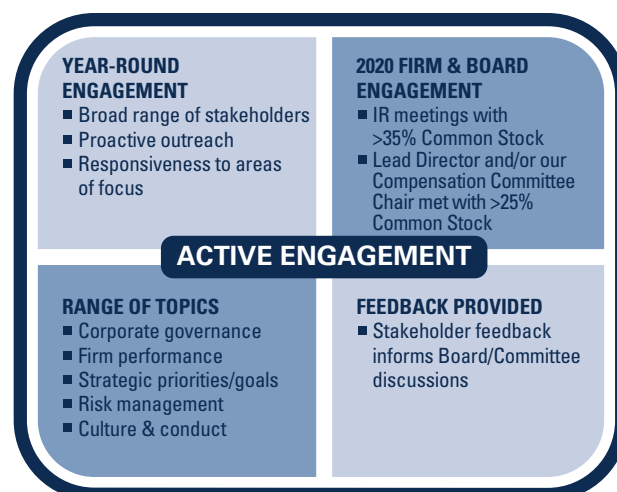 YEAR-ROUND
ENGAGEMENT
■ Broad range of stakeholders
■ Proactive outreach
■ Responsiveness to areas
of focus
2020 FIRM & BOARD
ENGAGEMENT
■ IR meetings with
>35% Common Stock
■ Lead Director and/or our
Compensation Committee
Chair met with >25%
Common Stock
ACTIVE ENGAGEMENT
RANGE OF TOPICS
■ Corporate governance
■ Firm performance
■ Strategic priorities/goals
■ Risk management
■ Culture & conduct
FEEDBACK PROVIDED
■ Stakeholder feedback
informs Board/Committee
discussions